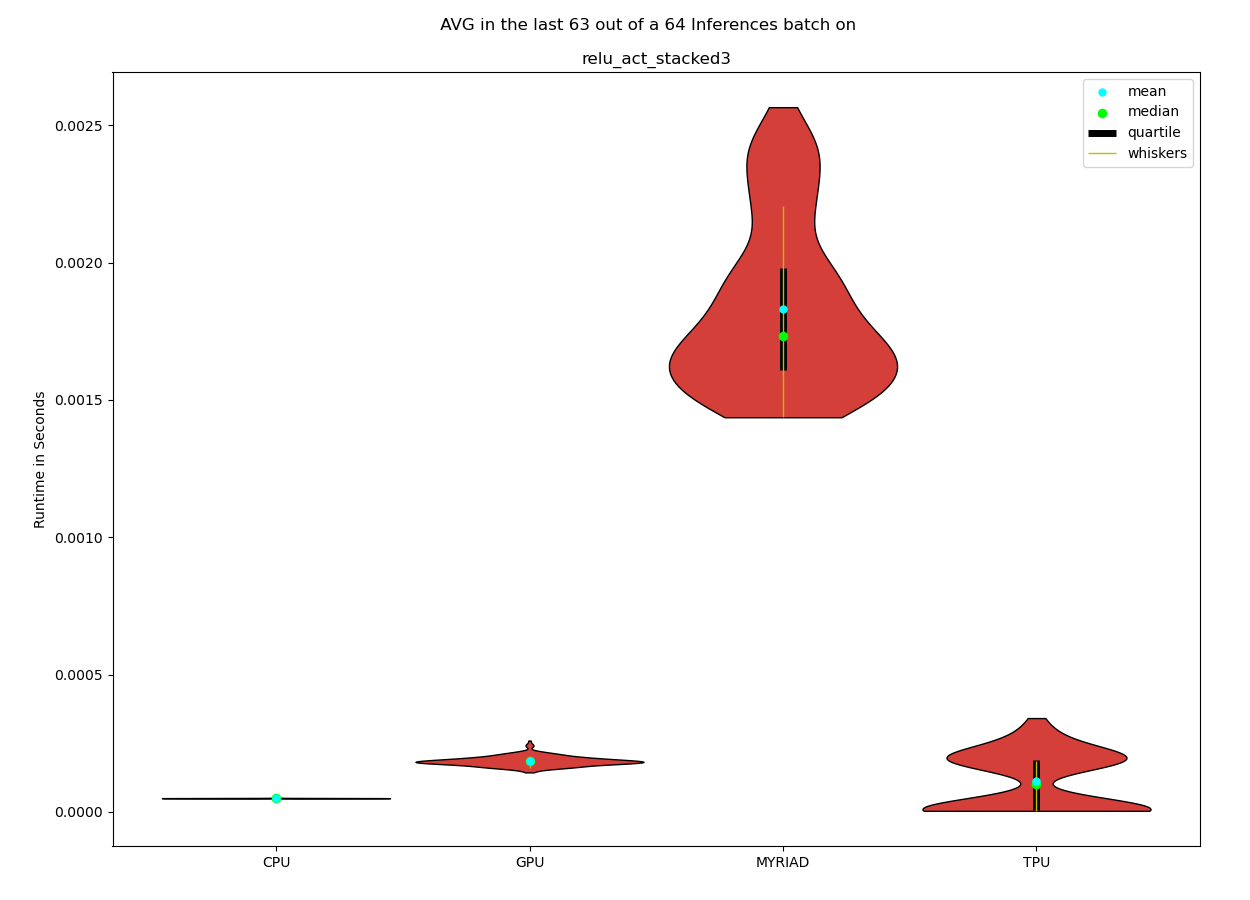 AVG in the last 63 out of a 64 Inferences batch on
relu_act_stacked3
mean
median
quartile
whiskers
0.0025
0.0020
0.0015
0.0010
0.0005
0.0000
Runtime in Seconds
CPU GPU MYRIAD TPU